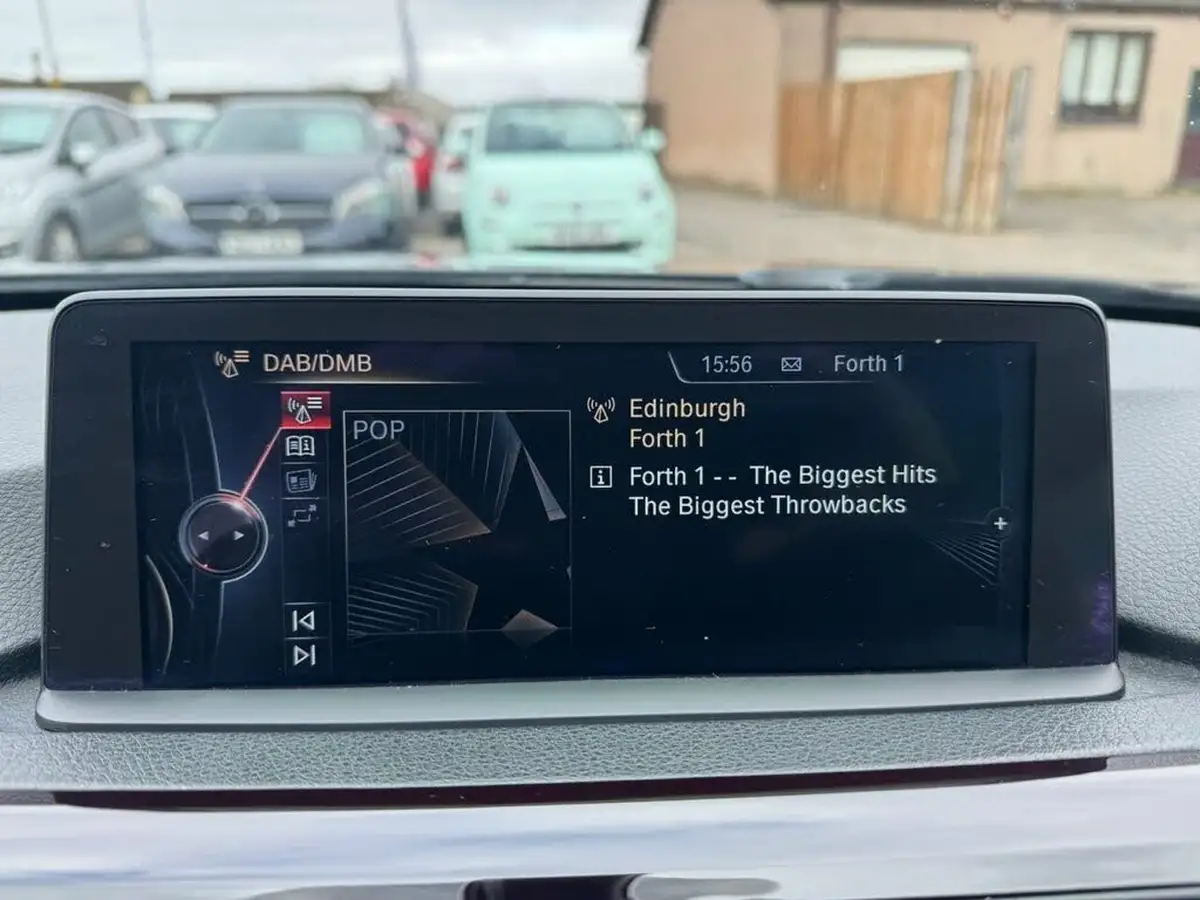 DAB/DMB
15:56
Forth 1
POP
Edinburgh
Forth 1
Forth 1 -- The Biggest Hits
The Biggest Throwbacks